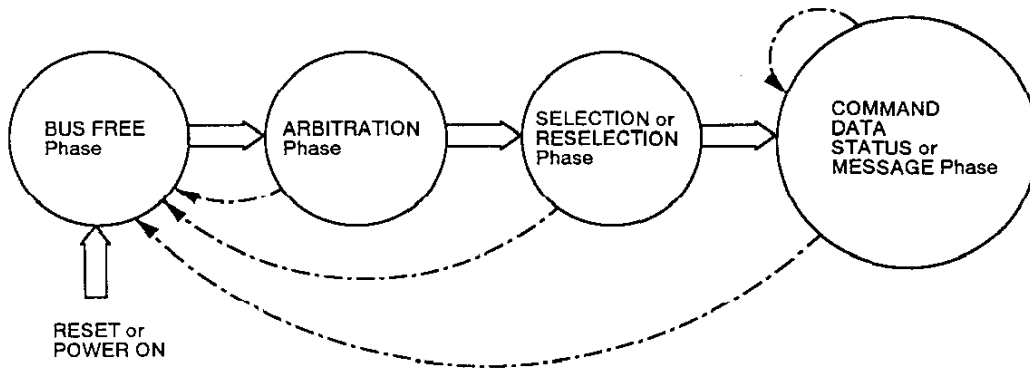 BUS FREE
Phase
ARBITRATION
Phase
SELECTION or
RESELECTION
Phase
COMMAND
DATA
STATUS or
MESSAGE Phase
RESET or
POWER ON